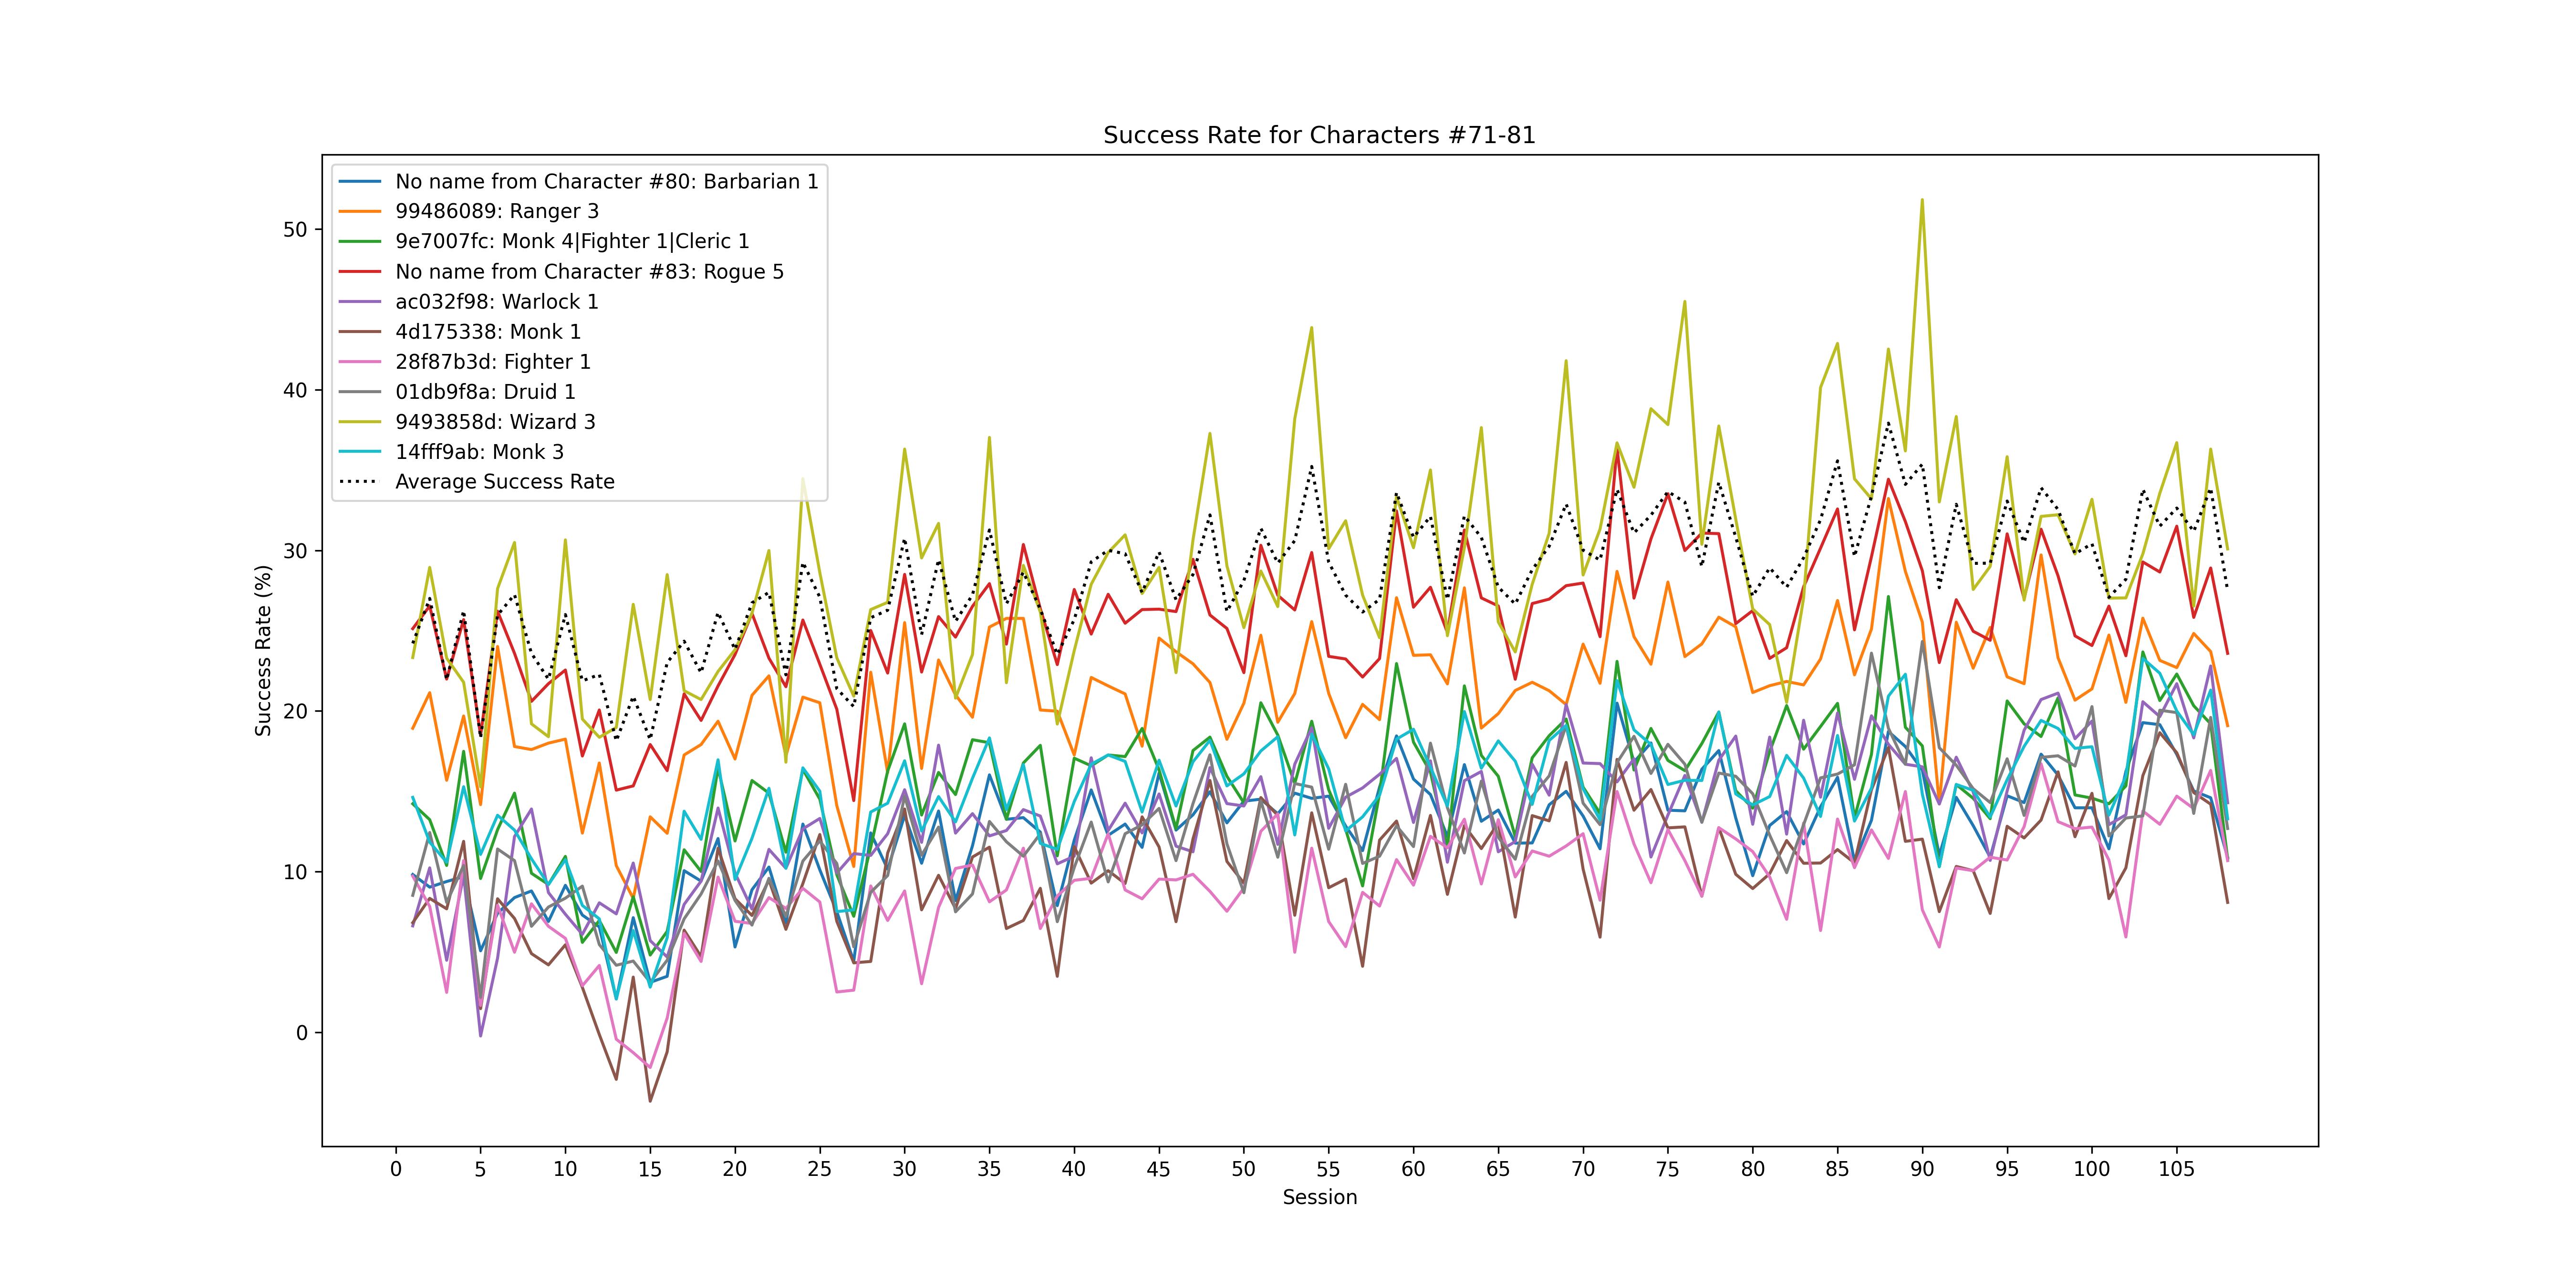 Success Rate for Characters #71-81
No name from Character #80: Barbarian 1
99486089: Ranger 3
9e7007fc: Monk 4|Fighter 1|Cleric 1
No name from Character #83: Rogue 5
ac032f98: Warlock 1
4d175338: Monk 1
28f87b3d: Fighter 1
01db9f8a: Druid 1
9493858d: Wizard 3
14fff9ab: Monk 3
Average Success Rate
Success Rate (%)
50
40
30
20
10
0
0 5 10 15 20 25 30 35 40 45 50 55 60 65 70 75 80 85 90 95 100 105
Session